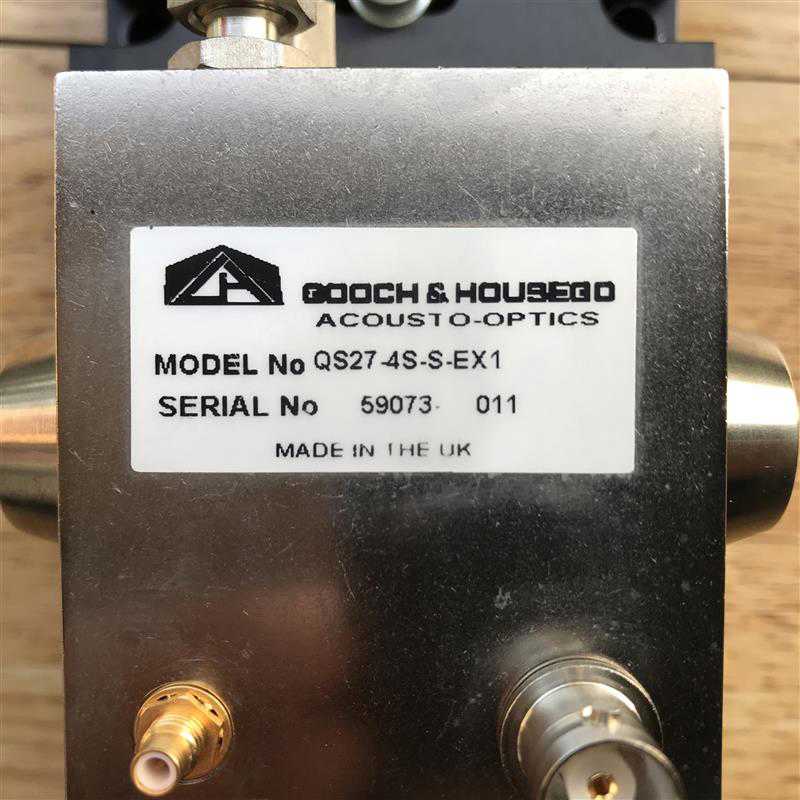 GOOCH & HOUSEGO
ACOUSTO-OPTICS
MODEL No QS27-4S-S-EX1
SERIAL No 59073- 011
MADE IN THE UK